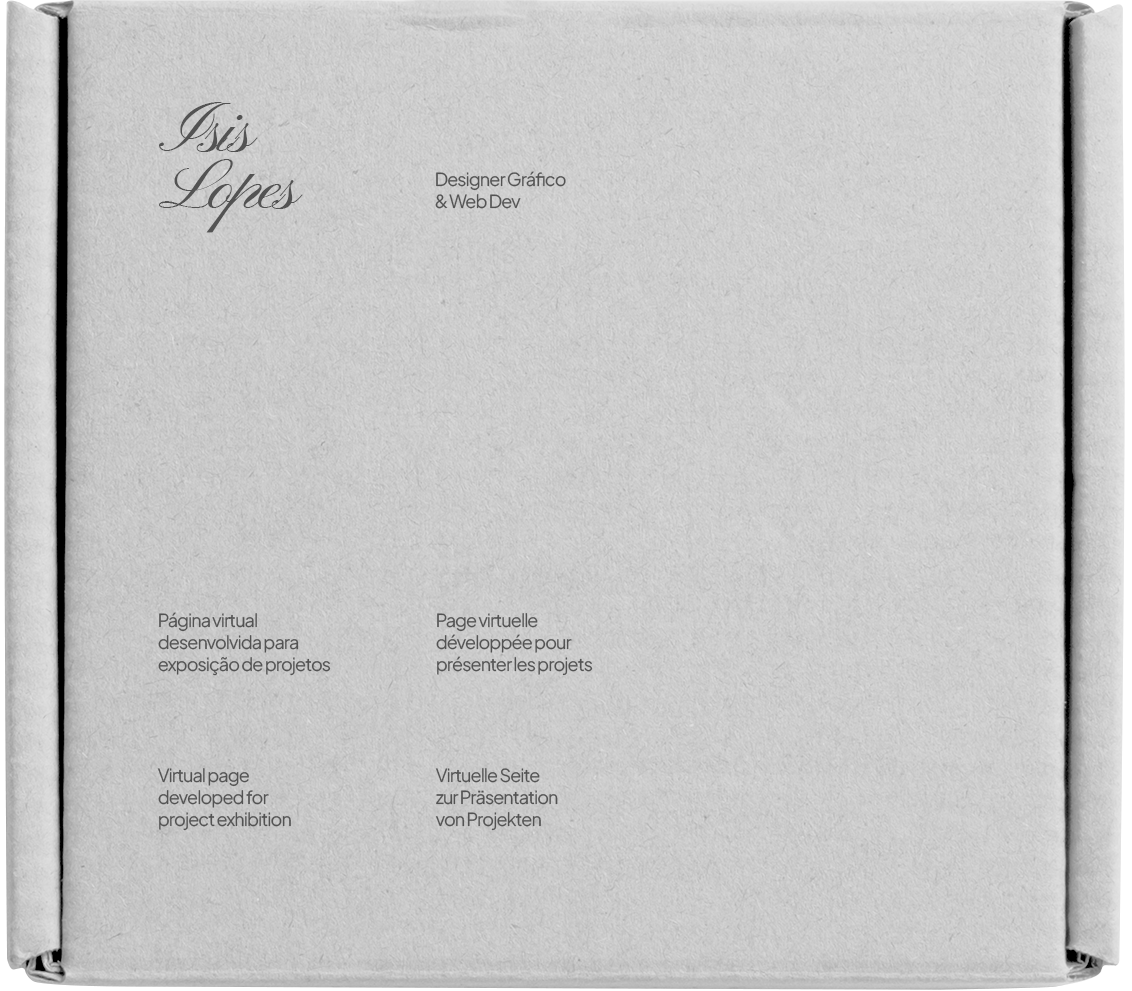 Isis
Lopes
Designer Gráfico
& Web Dev
Página virtual
desenvolvida para
exposição de projetos
Page virtuelle
développée pour
présenter les projets
Virtual page
developed for
project exhibition
Virtuelle Seite
zur Präsentation
von Projekten